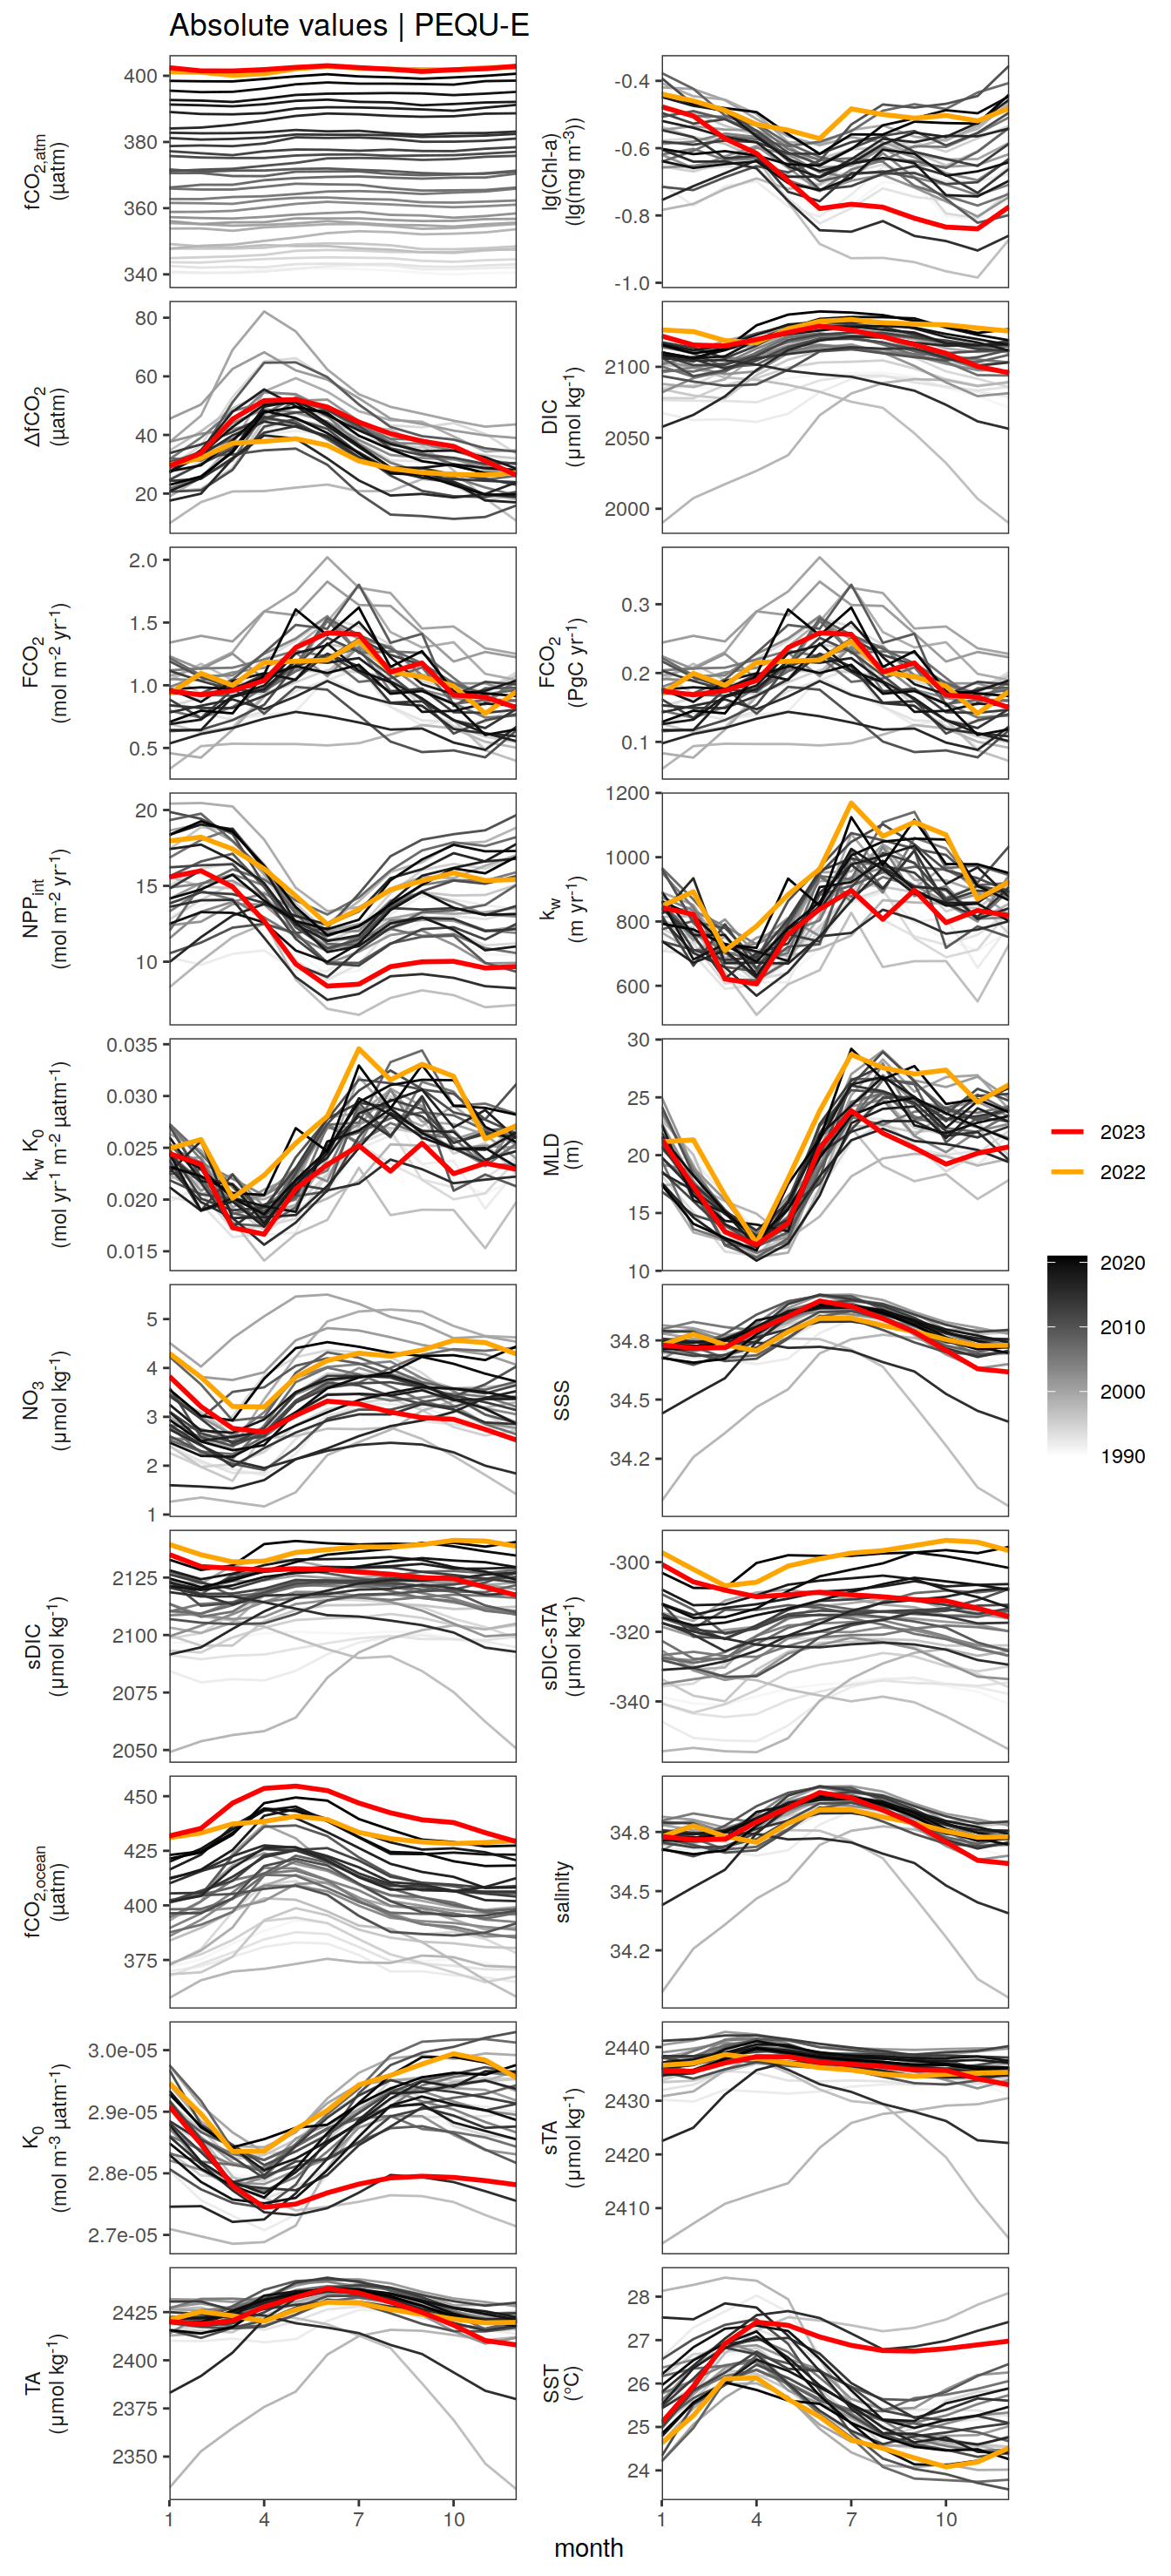 Absolute values | PEQU-E
fCO2,atm
(µatm)
400
380
360
340
lg(Chl-a)
(lg(mg m-3))
-0.4
-0.6
-0.8
-1.0
ΔfCO2
(µatm)
80
60
40
20
DIC
(µmol kg-1)
2100
2050
2000
FCO2
(mol m-2 yr-1)
2.0
1.5
1.0
0.5
FCO2
(PgC yr-1)
0.3
0.2
0.1
NPPint
(mol m-2 yr-1)
20
15
10
kw
(m yr-1)
1200
1000
800
600
kw K0
(mol yr-1 m-2 µatm-1)
0.035
0.030
0.025
0.020
0.015
MLD
(m)
30
25
20
15
10
2023
2022
2020
2010
2000
1990
NO3
(µmol kg-1)
5
4
3
2
1
SSS
34.8
34.5
34.2
sDIC
(µmol kg-1)
2125
2100
2075
2050
sDIC-sTA
(µmol kg-1)
-300
-320
-340
fCO2,ocean
(µatm)
450
425
400
375
salinity
34.8
34.5
34.2
K0
(mol m-3 µatm-1)
3.0e-05
2.9e-05
2.8e-05
2.7e-05
sTA
(µmol kg-1)
2440
2430
2420
2410
TA
(µmol kg-1)
2425
2400
2375
2350
SST
(°C)
28
27
26
25
24
1 4 7 10
1 4 7 10
month